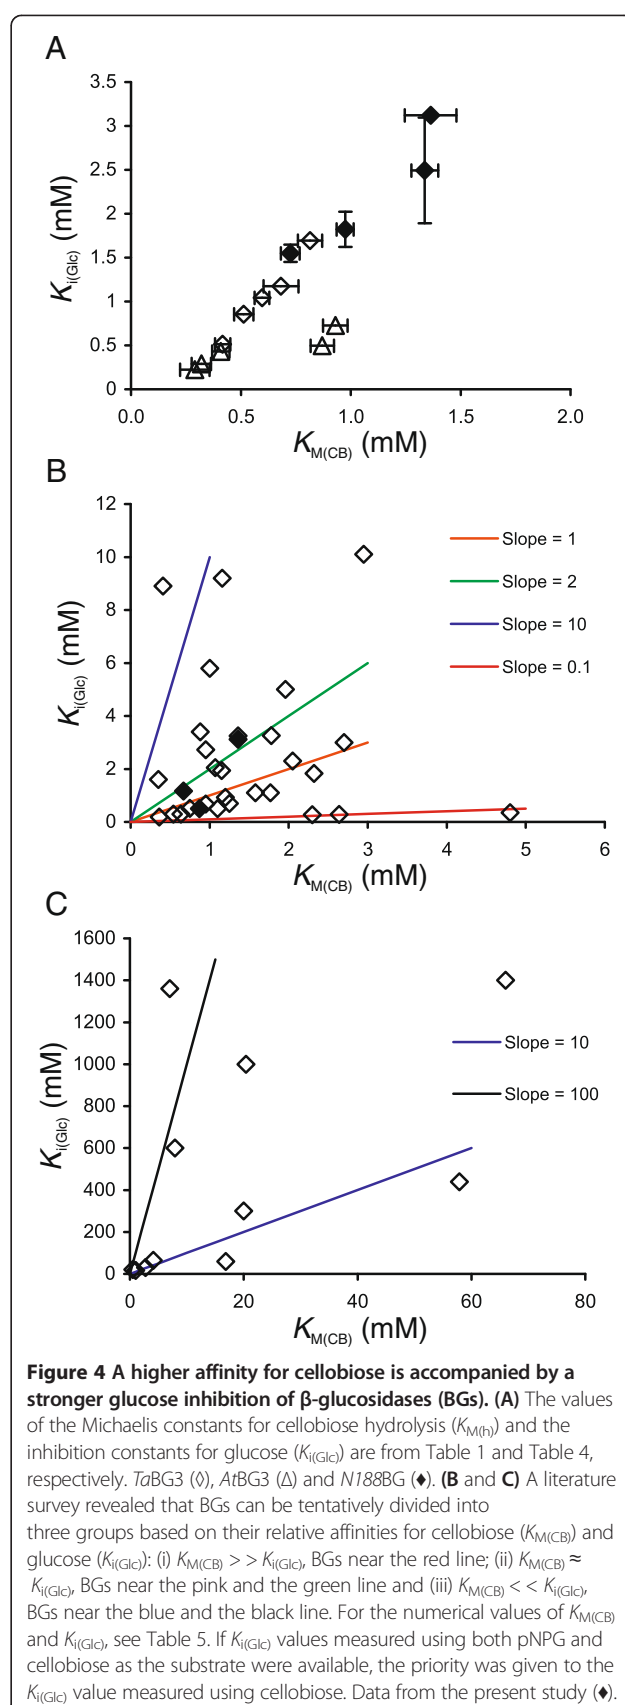 A
3.5
3
2.5
2
1.5
1
0.5
0
Ki(Glc) (mM)
0.0 0.5 1.0 1.5 2.0
KM(CB) (mM)
B
12
10
8
6
4
2
0
Ki(Glc) (mM)
Slope = 1
Slope = 2
Slope = 10
Slope = 0.1
0 1 2 3 4 5 6
KM(CB) (mM)
C
1600
1400
1200
1000
800
600
400
200
0
Ki(Glc) (mM)
Slope = 10
Slope = 100
0 20 40 60 80
KM(CB) (mM)
Figure 4 A higher affinity for cellobiose is accompanied by a
stronger glucose inhibition of β-glucosidases (BGs). (A) The values
of the Michaelis constants for cellobiose hydrolysis (KM(h)) and the
inhibition constants for glucose (Ki(Glc)) are from Table 1 and Table 4,
respectively. TaBG3 (◊), AtBG3 (Δ) and N188BG (♦). (B and C) A literature
survey revealed that BGs can be tentatively divided into
three groups based on their relative affinities for cellobiose (KM(CB)) and
glucose (Ki(Glc)): (i) KM(CB) > > Ki(Glc), BGs near the red line; (ii) KM(CB) ≈
Ki(Glc), BGs near the pink and the green line and (iii) KM(CB) < < Ki(Glc),
BGs near the blue and the black line. For the numerical values of KM(CB)
and Ki(Glc), see Table 5. If Ki(Glc) values measured using both pNPG and
cellobiose as the substrate were available, the priority was given to the
Ki(Glc) value measured using cellobiose. Data from the present study (♦).